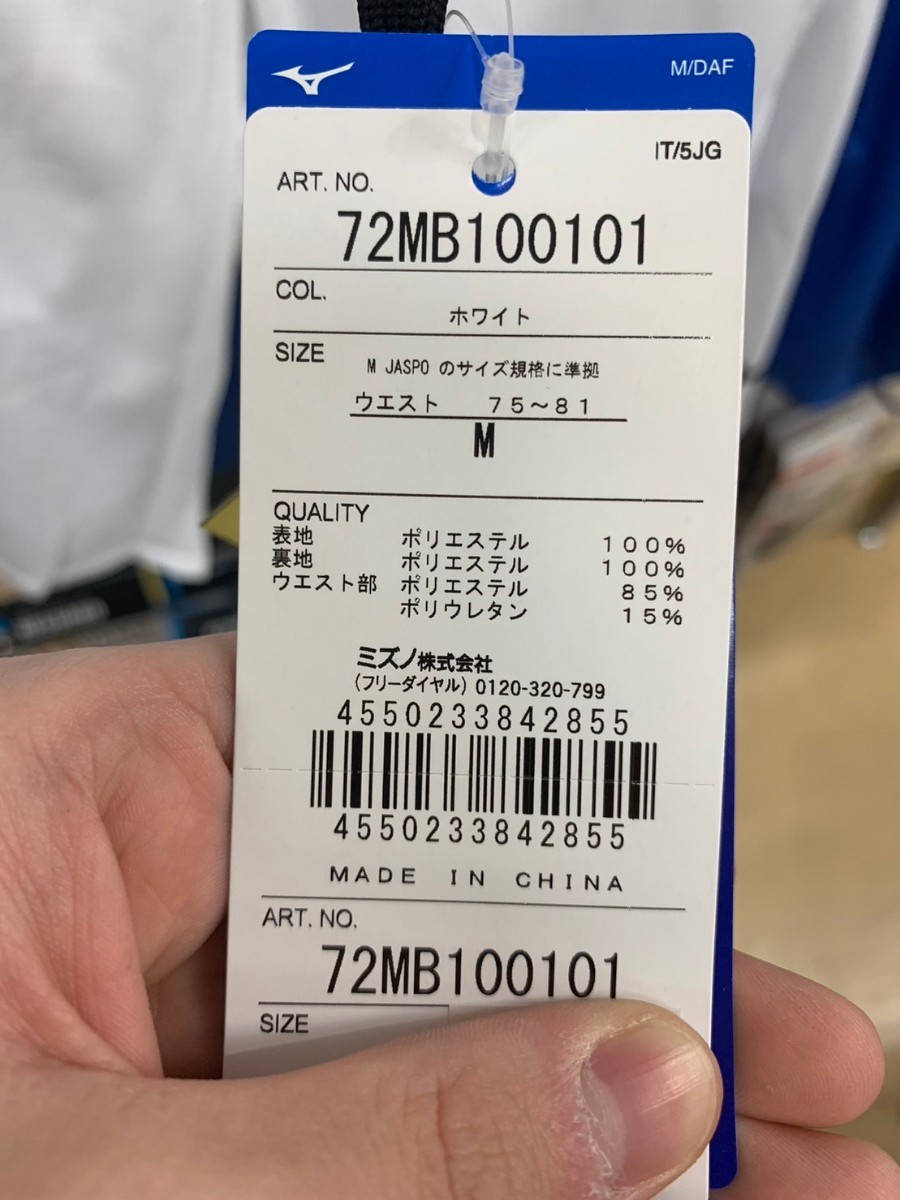 M/DAF
IT/5JG
ART. NO.
72MB100101
COL.
ホワイト
SIZE
M JASPO のサイズ規格に準拠
ウエスト 75～81
M
QUALITY
表地 ポリエステル 100%
裏地 ポリエステル 100%
ウエスト部 ポリエステル 85%
ポリウレタン 15%
ミズノ株式会社
(フリーダイヤル) 0120-320-799
4550233842855
4550233842855
MADE IN CHINA
ART. NO.
72MB100101
SIZE